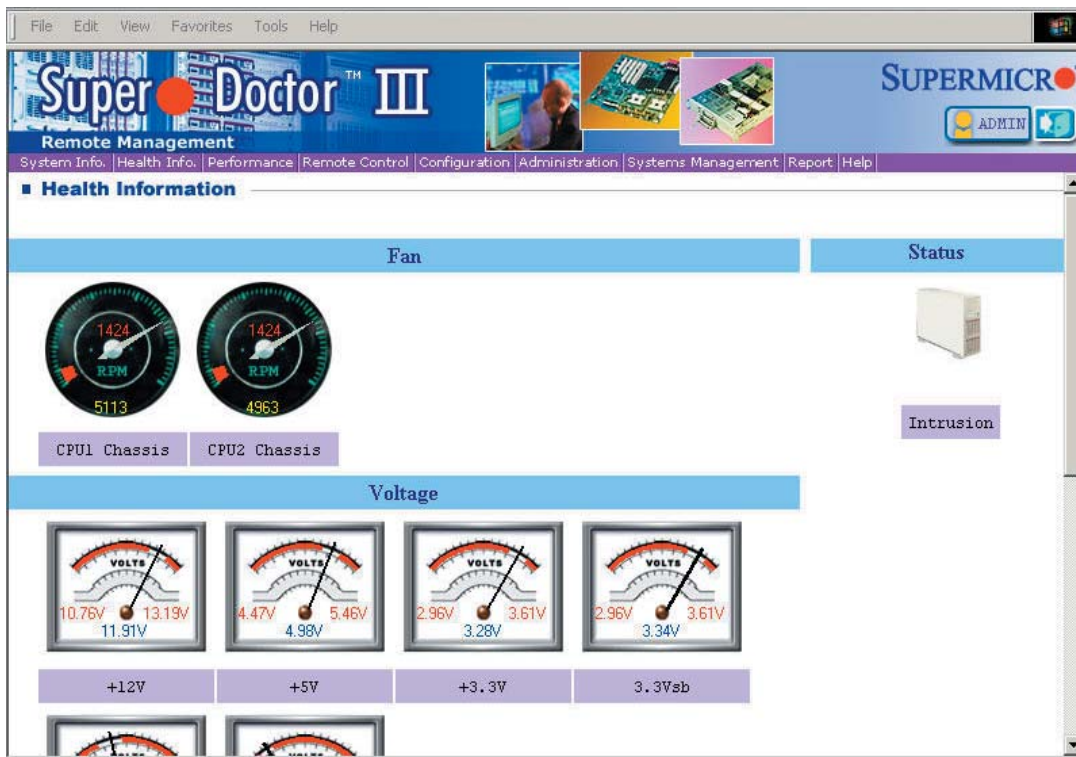 File Edit View Favorites Tools Help
Super Doctor™ III
Remote Management
SUPERMICR
ADMIN
System Info. Health Info. Performance Remote Control Configuration Administration Systems Management Report Help
Health Information
Fan
Status
1424
RPM
5113
1424
RPM
4963
CPU1 Chassis
CPU2 Chassis
Intrusion
Voltage
VOLTS
10.76V 13.19V
11.91V
VOLTS
4.47V 5.46V
4.98V
VOLTS
2.96V 3.61V
3.28V
VOLTS
2.96V 3.61V
3.34V
+12V
+5V
+3.3V
3.3Vsb